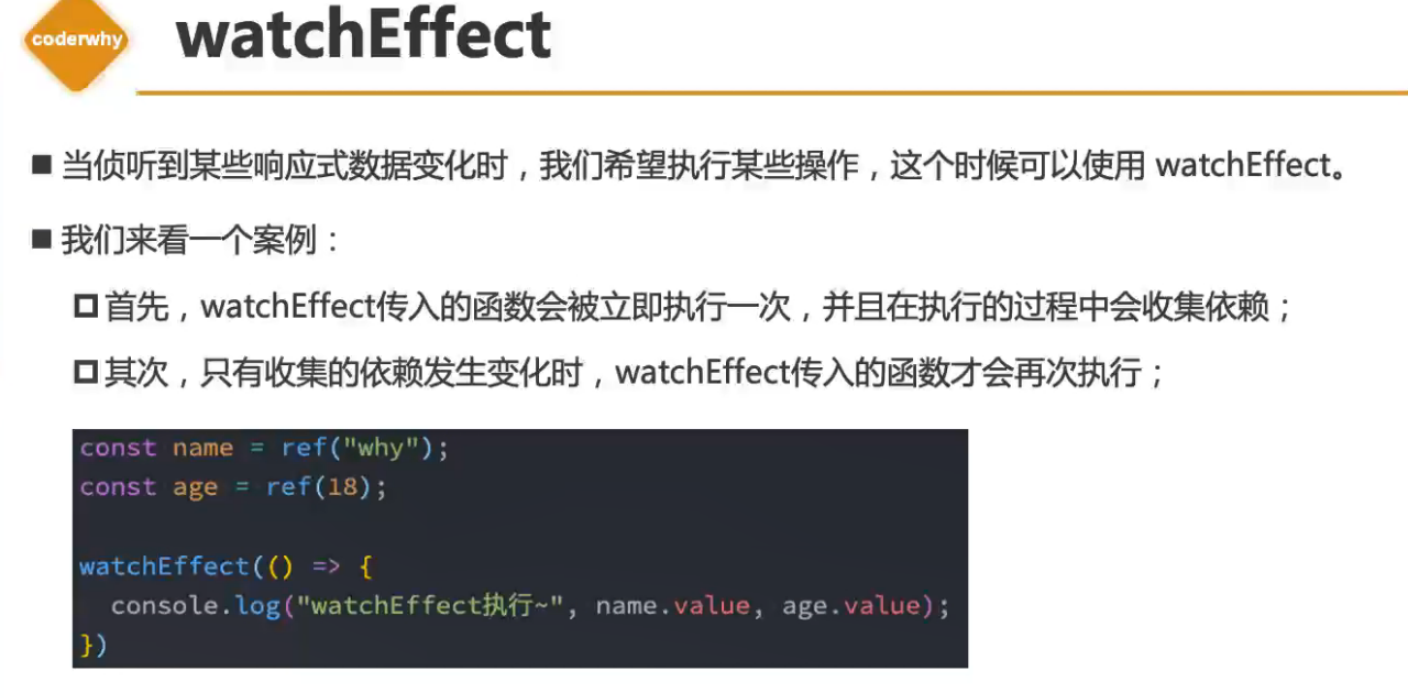 coderwhy
watchEffect
当侦听到某些响应式数据变化时，我们希望执行某些操作，这个时候可以使用 watchEffect。
我们来看一个案例：
首先，watchEffect传入的函数会被立即执行一次，并且在执行的过程中会收集依赖；
其次，只有收集的依赖发生变化时，watchEffect传入的函数才会再次执行；
const name = ref("why");
const age = ref(18);
watchEffect(() => {
  console.log("watchEffect执行~", name.value, age.value);
})